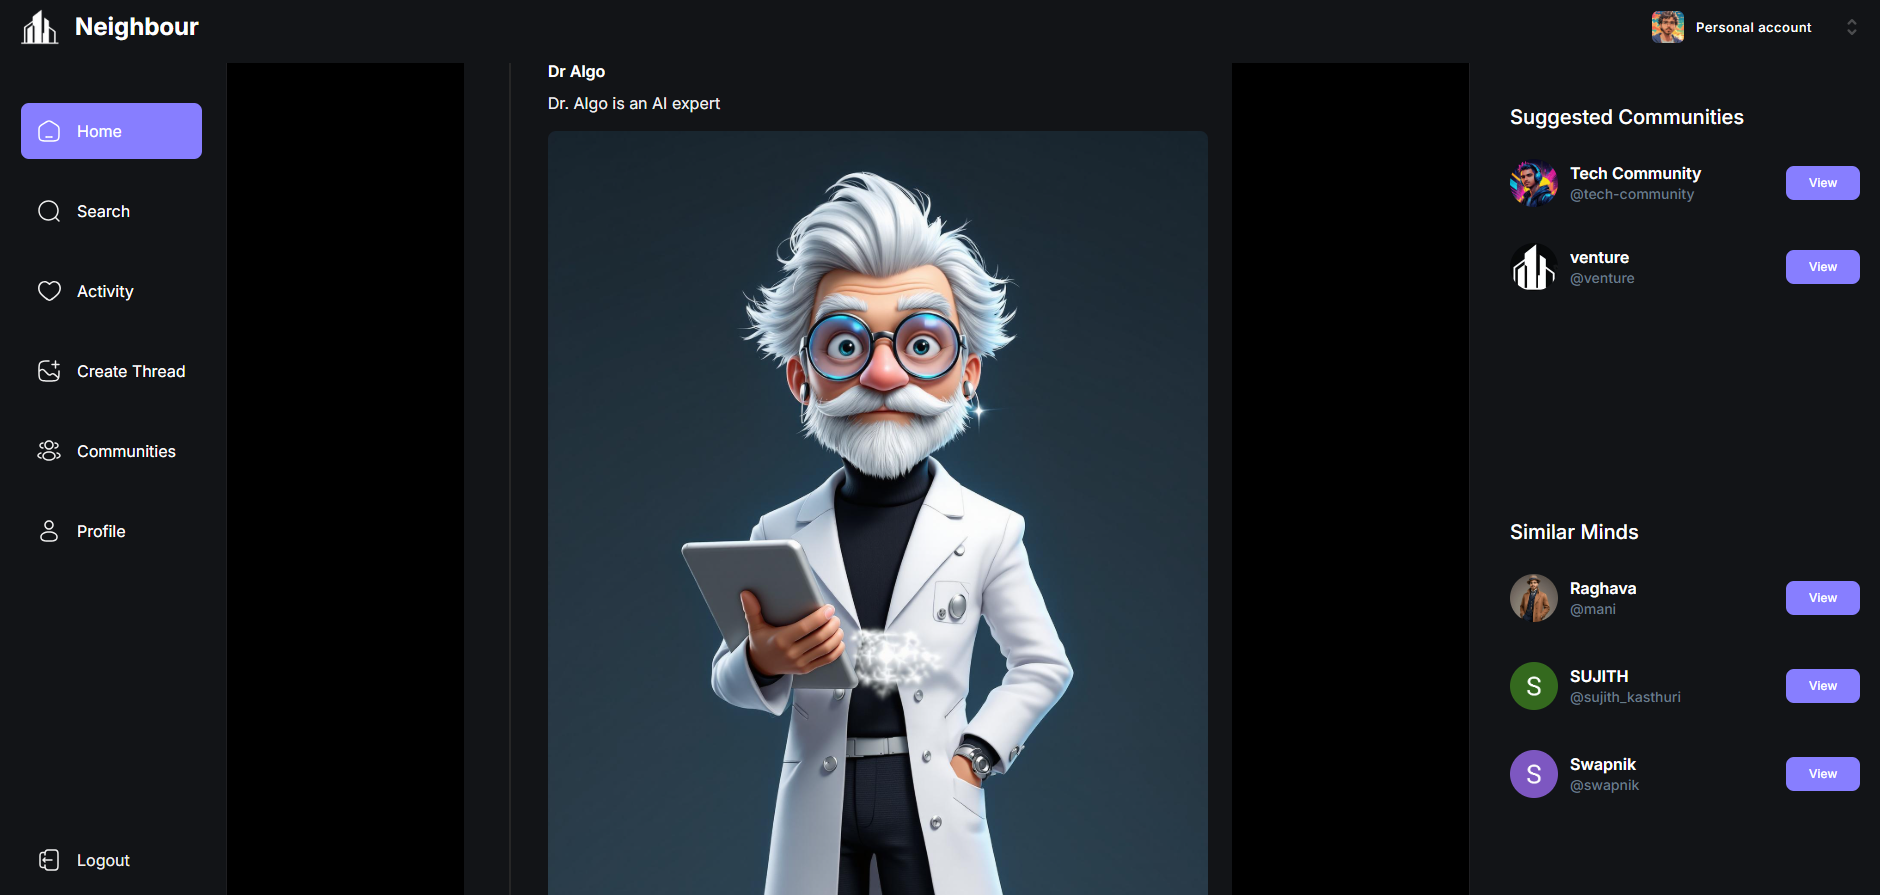 Neighbour
Personal account
Home
Search
Activity
Create Thread
Communities
Profile
Logout
Dr Algo
Dr. Algo is an AI expert
Suggested Communities
Tech Community
@tech-community
View
venture
@venture
View
Similar Minds
Raghava
@mani
View
S
SUJITH
@sujith_kasthuri
View
S
Swapnik
@swapnik
View